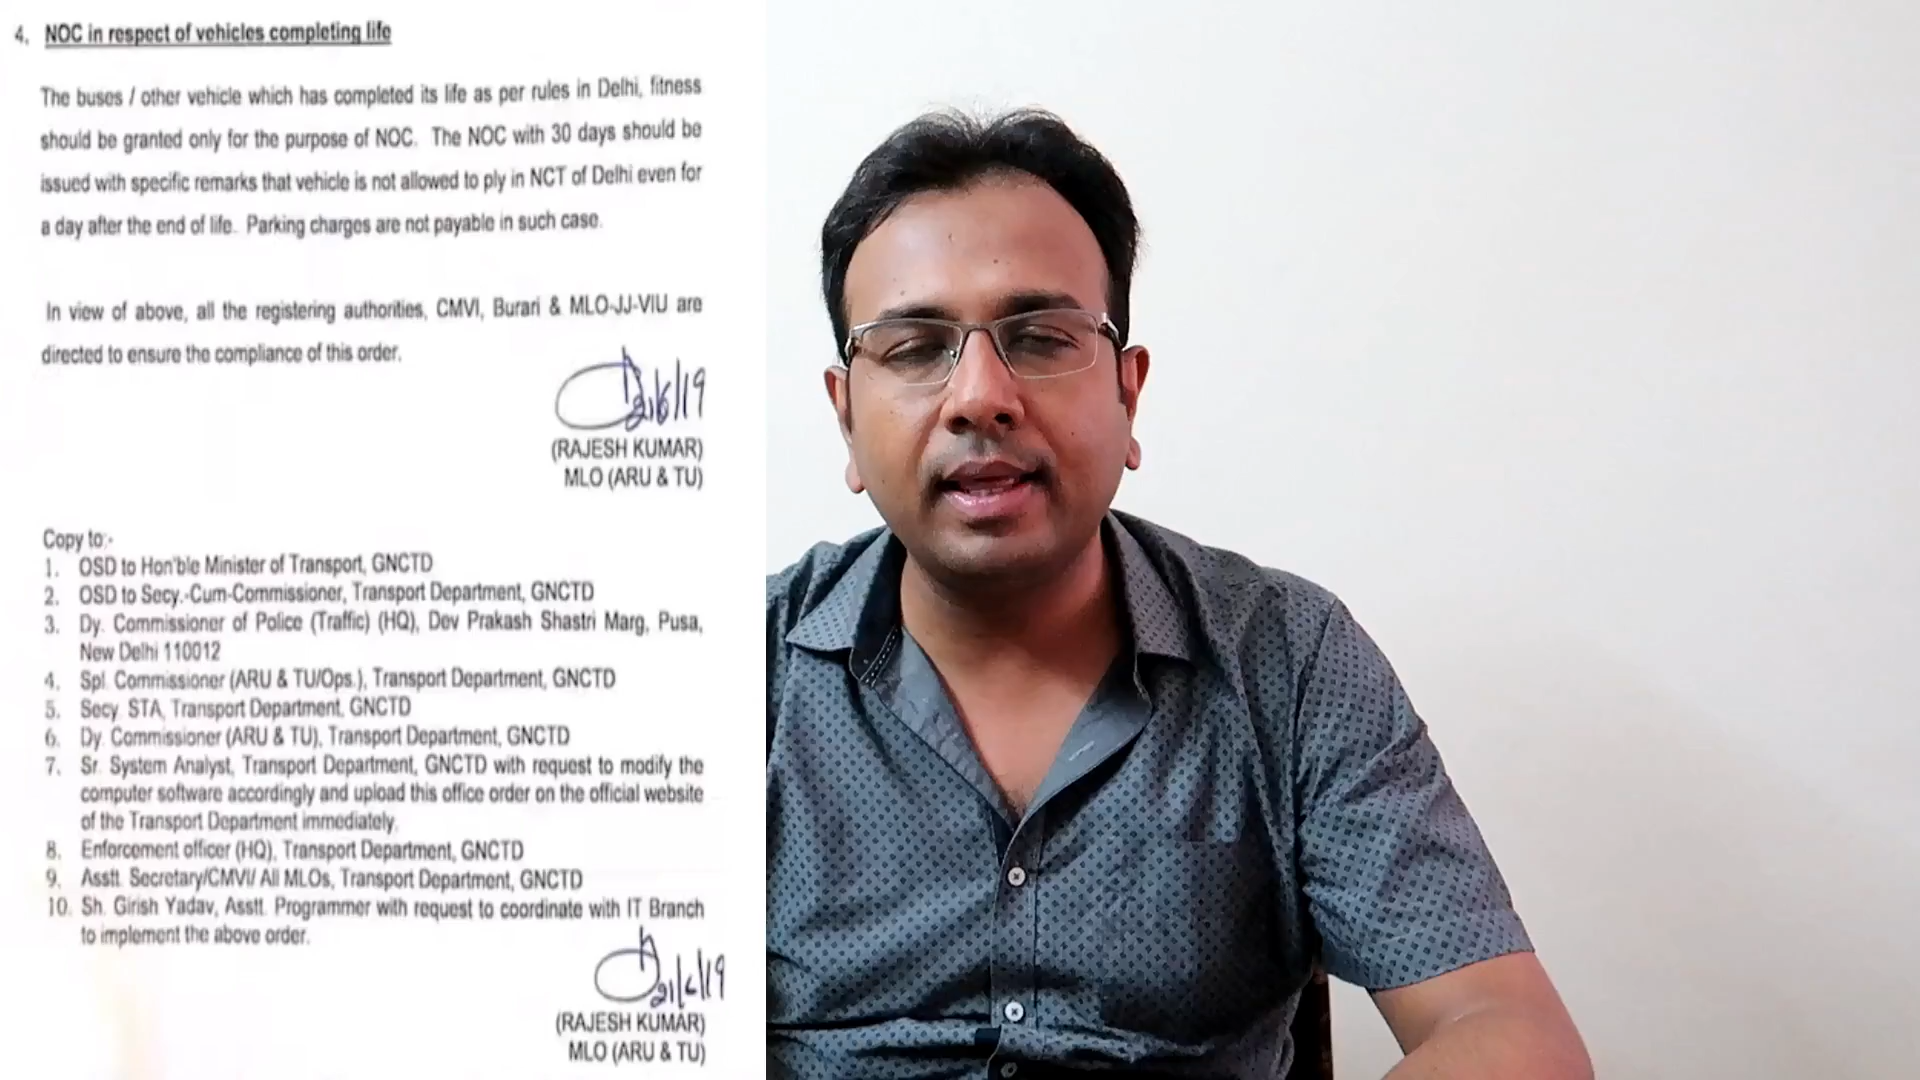 4. NOC in respect of vehicles completing life
The buses / other vehicle which has completed its life as per rules in Delhi, fitness
should be granted only for the purpose of NOC. The NOC with 30 days should be
issued with specific remarks that vehicle is not allowed to ply in NCT of Delhi even for
a day after the end of life. Parking charges are not payable in such case.
In view of above, all the registering authorities, CMVI, Burari & MLO-JJ-VIU are
directed to ensure the compliance of this order.
21/6/19
(RAJESH KUMAR)
MLO (ARU & TU)
Copy to:-
1. OSD to Hon'ble Minister of Transport, GNCTD
2. OSD to Secy.-Cum-Commissioner, Transport Department, GNCTD
3. Dy. Commissioner of Police (Traffic) (HQ), Dev Prakash Shastri Marg, Pusa,
New Delhi 110012
4. Spl. Commissioner (ARU & TU/Ops.), Transport Department, GNCTD
5. Secy. STA, Transport Department, GNCTD
6. Dy. Commissioner (ARU & TU), Transport Department, GNCTD
7. Sr. System Analyst, Transport Department, GNCTD with request to modify the
computer software accordingly and upload this office order on the official website
of the Transport Department immediately.
8. Enforcement officer (HQ), Transport Department, GNCTD
9. Asstt. Secretary/CMVI/ All MLOs, Transport Department, GNCTD
10. Sh. Girish Yadav, Asstt. Programmer with request to coordinate with IT Branch
to implement the above order.
21/6/19
(RAJESH KUMAR)
MLO (ARU & TU)